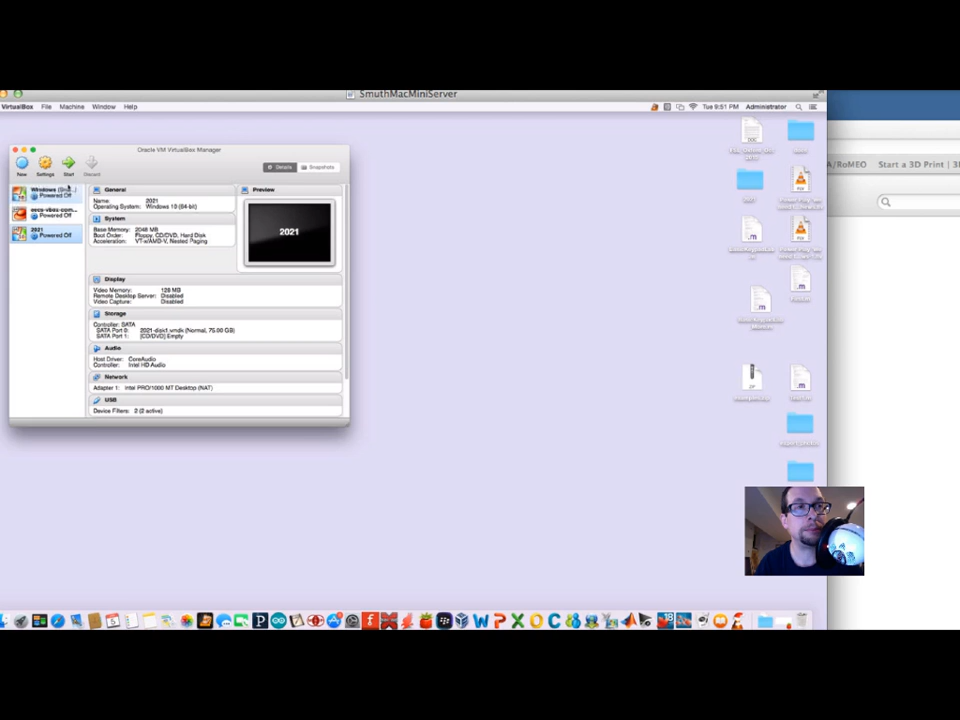 SmuthMacMiniServer
VirtualBox File Machine Window Help
Tue 9:51 PM Administrator
Oracle VM VirtualBox Manager
New Settings Start Discard
Details Snapshots
Powered Off
Powered Off
2021
Powered Off
General
Name: 2021
Operating System: Windows 10 (64-bit)
System
Base Memory: 2048 MB
Boot Order: Floppy, CD/DVD, Hard Disk
Acceleration: VT-x/AMD-V, Nested Paging
Preview
2021
Display
Video Memory: 128 MB
Remote Desktop Server: Disabled
Video Capture: Disabled
Storage
Controller: SATA
SATA Port 0: 2021-disk1.vmdk (Normal, 75.00 GB)
SATA Port 1: [CD/DVD] Empty
Audio
Host Driver: CoreAudio
Controller: Intel HD Audio
Network
Adapter 1: Intel PRO/1000 MT Desktop (NAT)
USB
Device Filters: 2 (2 active)
A/RoMEO Start a 3D Print | 3